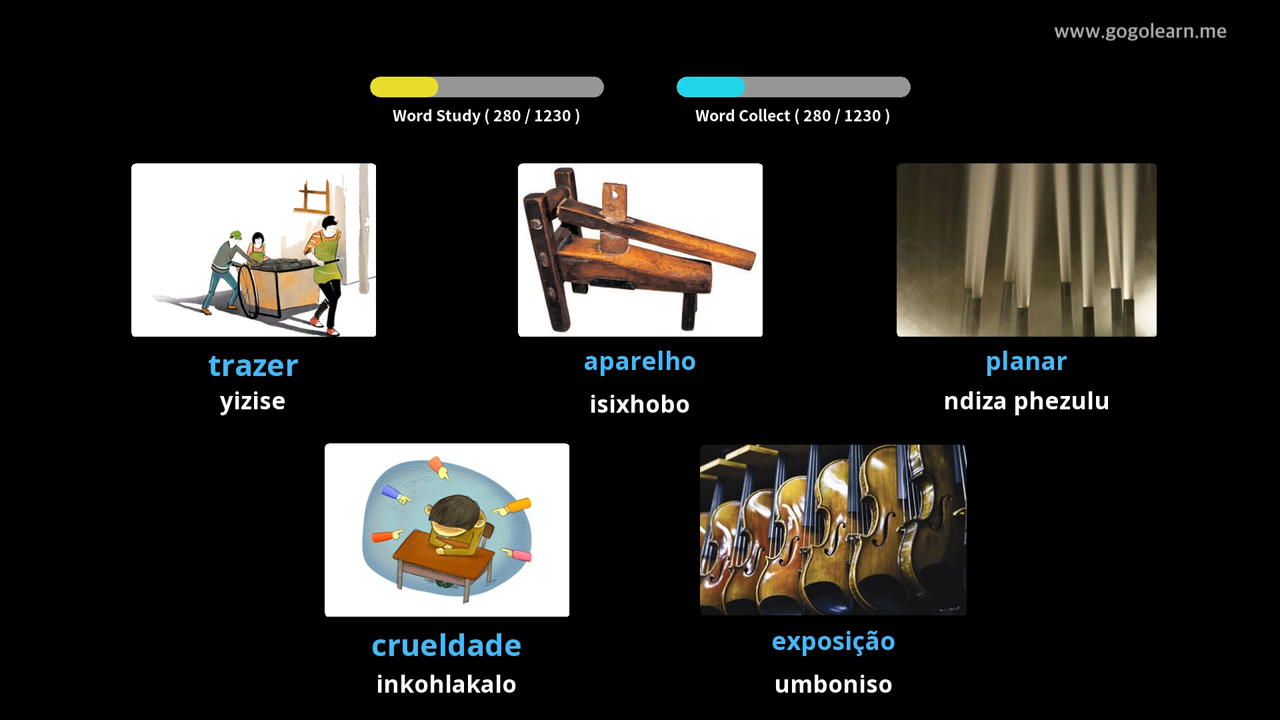 www.gogolearn.me
Word Study ( 280 / 1230 )
Word Collect ( 280 / 1230 )
trazer
yizise
aparelho
isixhobo
planar
ndiza phezulu
crueldade
inkohlakalo
exposição
umboniso